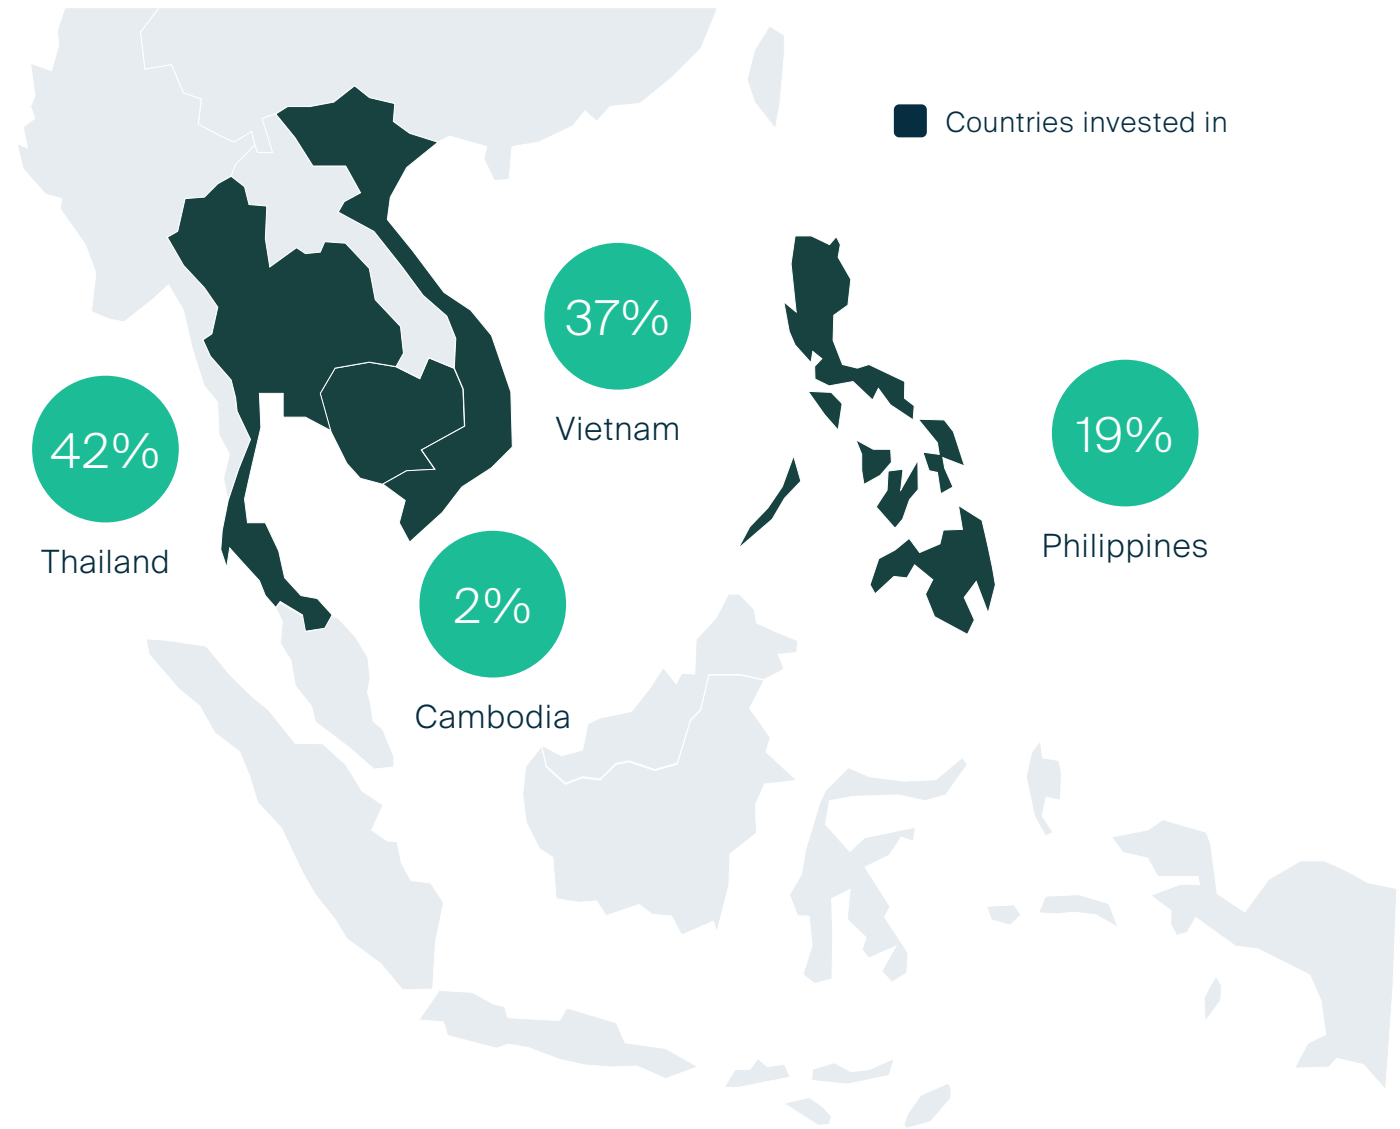 Countries invested in
37%
Vietnam
42%
Thailand
19%
Philippines
2%
Cambodia